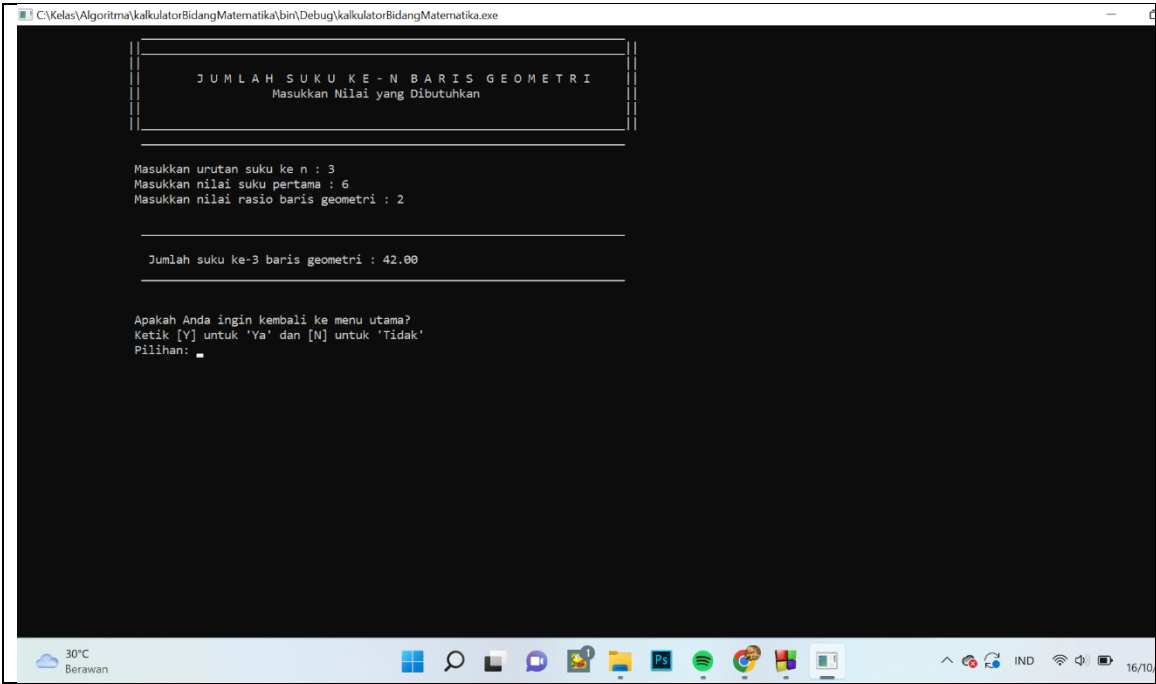 C:\Kelas\Algoritma\kalkulatorBidangMatematika\bin\Debug\kalkulatorBidangMatematika.exe
J U M L A H  S U K U  K E - N  B A R I S  G E O M E T R I
Masukkan Nilai yang Dibutuhkan
Masukkan urutan suku ke n : 3
Masukkan nilai suku pertama : 6
Masukkan nilai rasio baris geometri : 2
Jumlah suku ke-3 baris geometri : 42.00
Apakah Anda ingin kembali ke menu utama?
Ketik [Y] untuk 'Ya' dan [N] untuk 'Tidak'
Pilihan:
30°C
Berawan
1
Ps
IND
16/10/